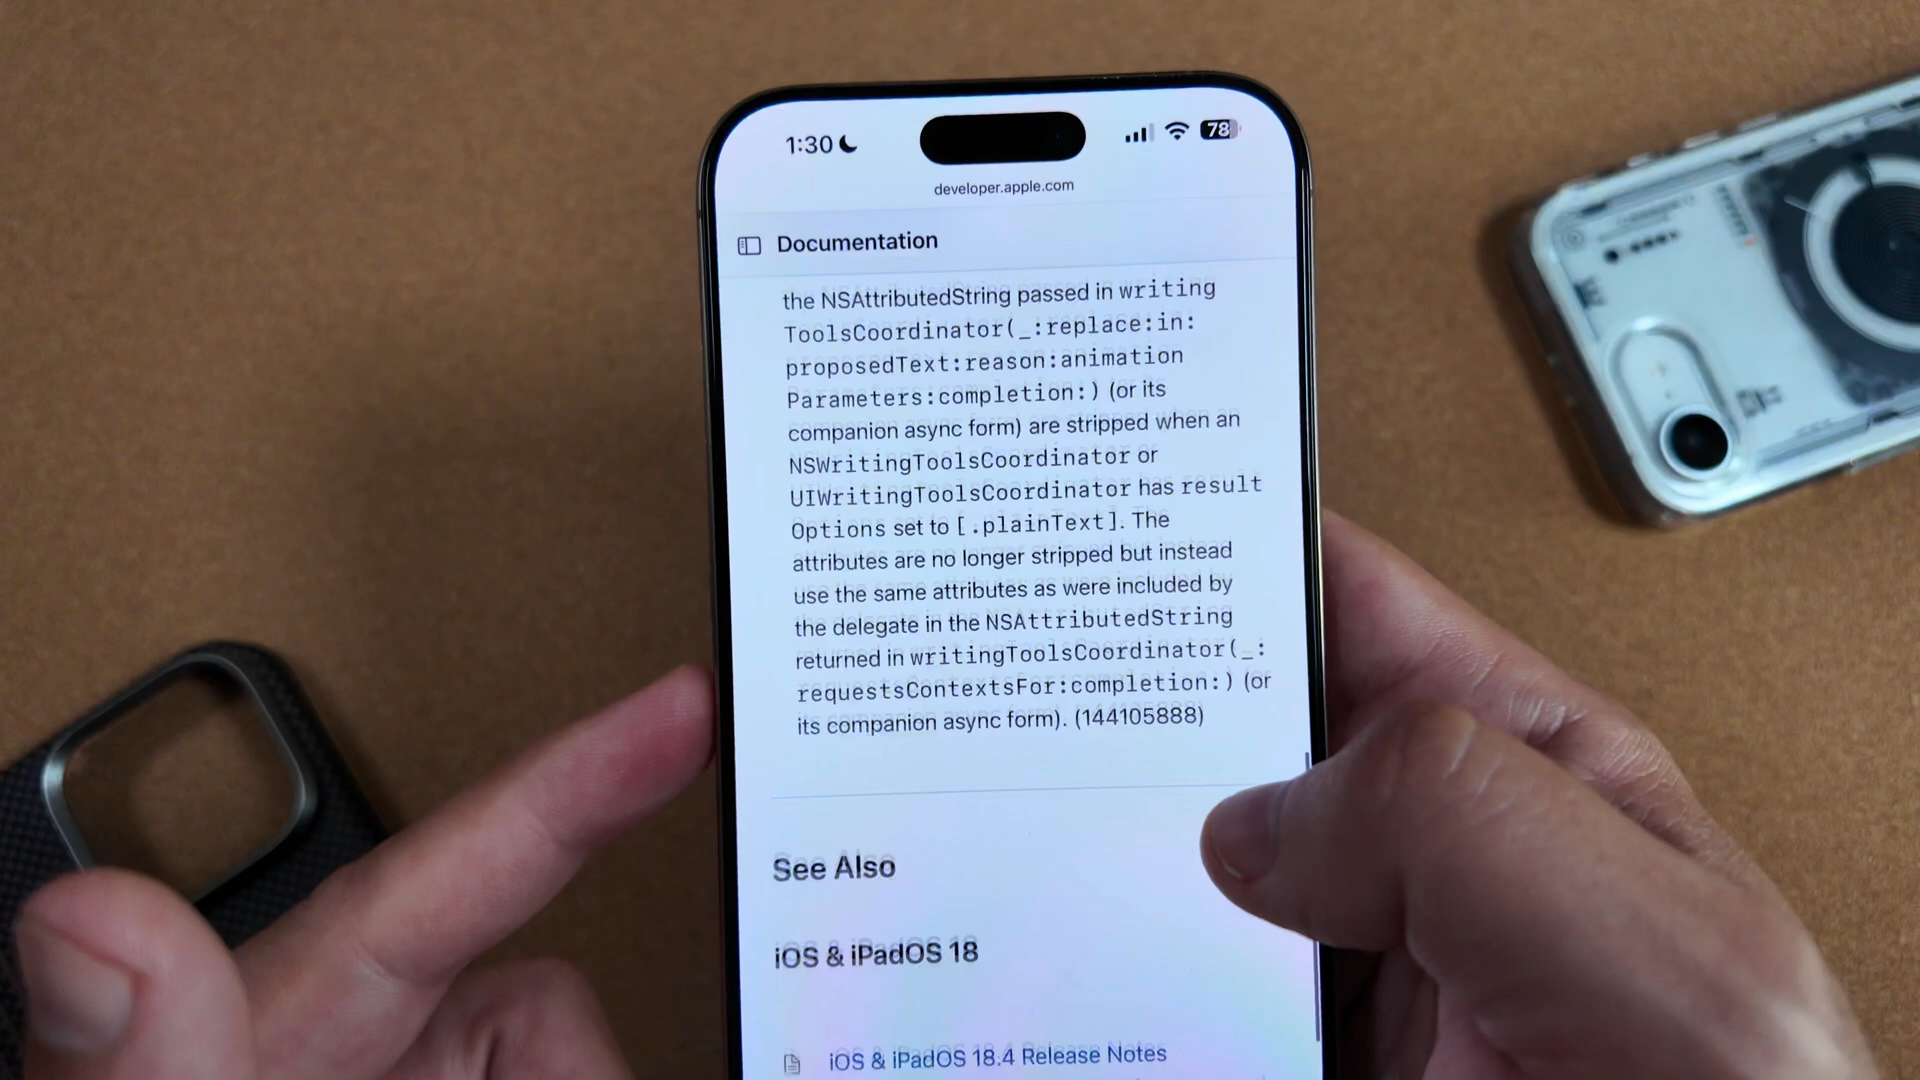 1:30
78
developer.apple.com
Documentation
the NSAttributedString passed in writing
ToolsCoordinator(_:replace:in:
proposedText:reason:animation
Parameters:completion:) (or its
companion async form) are stripped when an
NSWritingToolsCoordinator or
UIWritingToolsCoordinator has result
Options set to [.plainText]. The
attributes are no longer stripped but instead
use the same attributes as were included by
the delegate in the NSAttributedString
returned in writingToolsCoordinator(_:
requestsContextsFor:completion:) (or
its companion async form). (144105888)
See Also
iOS & iPadOS 18
iOS & iPadOS 18.4 Release Notes